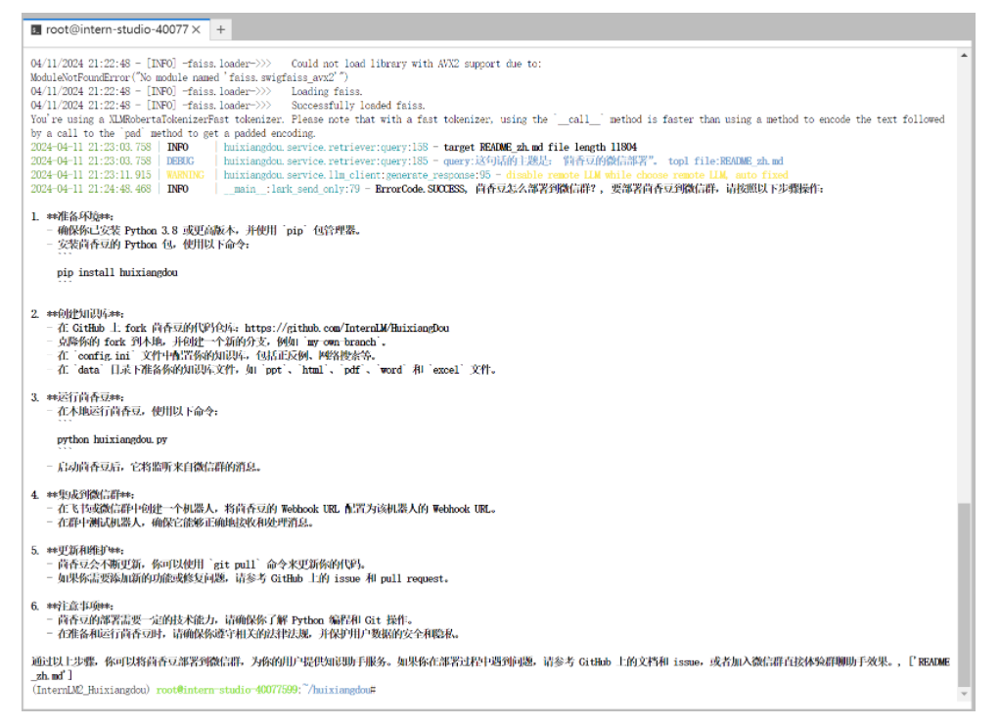 root@intern-studio-40077 × +
04/11/2024 21:22:48 - [INFO] -faiss.loader->>>   Could not load library with AVX2 support due to:
ModuleNotFoundError("No module named 'faiss.swigfaiss_avx2'")
04/11/2024 21:22:48 - [INFO] -faiss.loader->>>   Loading faiss.
04/11/2024 21:22:48 - [INFO] -faiss.loader->>>   Successfully loaded faiss.
You're using a XLMRobertaTokenizerFast tokenizer. Please note that with a fast tokenizer, using the `__call__` method is faster than using a method to encode the text followed
by a call to the `pad` method to get a padded encoding.
2024-04-11 21:23:03.758 | INFO     | huixiangdou.service.retriever:query:158 - target README_zh.md file length 11804
2024-04-11 21:23:03.758 | DEBUG    | huixiangdou.service.retriever:query:185 - query:这句话的主题是: “茴香豆的微信部署”。 top1 file:README_zh.md
2024-04-11 21:23:11.915 | WARNING  | huixiangdou.service.llm_client:generate_response:95 - disable remote LLM while choose remote LLM, auto fixed
2024-04-11 21:24:48.468 | INFO     | __main__:lark_send_only:79 - ErrorCode.SUCCESS, 茴香豆怎么部署到微信群?, 要部署茴香豆到微信群, 请按照以下步骤操作:
1. **准备环境**:
- 确保你已安装 Python 3.8 或更高版本, 并使用 `pip` 包管理器。
- 安装茴香豆的 Python 包, 使用以下命令:
```
pip install huixiangdou
```
2. **创建知识库**:
- 在 GitHub 上 fork 茴香豆的代码仓库: https://github.com/InternLM/HuixiangDou
- 克隆你的 fork 到本地, 并创建一个新的分支, 例如 `my own branch`。
- 在 `config.ini` 文件中配置你的知识库, 包括正反例、网络搜索等。
- 在 `data` 目录下准备你的知识库文件, 如 `ppt`、`html`、`pdf`、`word` 和 `excel` 文件。
3. **运行茴香豆**:
- 在本地运行茴香豆, 使用以下命令:
```
python huixiangdou.py
```
- 启动茴香豆后, 它将监听来自微信群的消息。
4. **集成到微信群**:
- 在飞书或微信群中创建一个机器人, 将茴香豆的 Webhook URL 配置为该机器人的 Webhook URL。
- 在群中测试机器人, 确保它能够正确地接收和处理消息。
5. **更新和维护**:
- 茴香豆会不断更新, 你可以使用 `git pull` 命令来更新你的代码。
- 如果你需要添加新的功能或修复问题, 请参考 GitHub 上的 issue 和 pull request。
6. **注意事项**:
- 茴香豆的部署需要一定的技术能力, 请确保你了解 Python 编程和 Git 操作。
- 在准备和运行茴香豆时, 请确保你遵守相关的法律法规, 并保护用户数据的安全和隐私。
通过以上步骤, 你可以将茴香豆部署到微信群, 为你的用户提供知识助手服务。如果你在部署过程中遇到问题, 请参考 GitHub 上的文档和 issue, 或者加入微信群直接体验群聊助手效果。, ['README
_zh.md']
(InternLM2_Huixiangdou) root@intern-studio-40077599:~/huixiangdou#